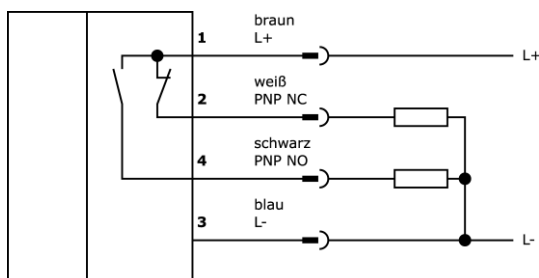 braun
1 L+
L+
weiß
2 PNP NC
schwarz
4 PNP NO
blau
3 L-
L-